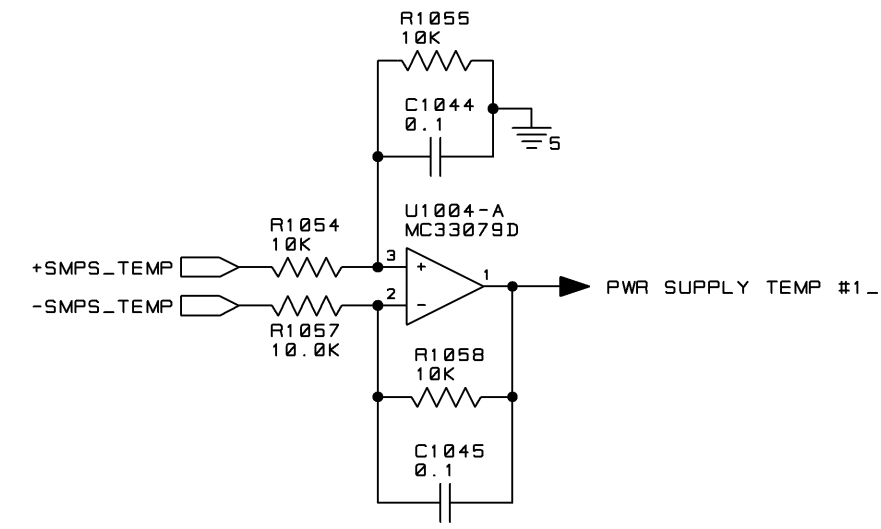 R1055
10K
C1044
0.1
5
U1004-A
MC33079D
R1054
10K
3
+SMPS_TEMP
+
1
PWR SUPPLY TEMP #1_
2
-SMPS_TEMP
-
R1057
10.0K
R1058
10K
C1045
0.1